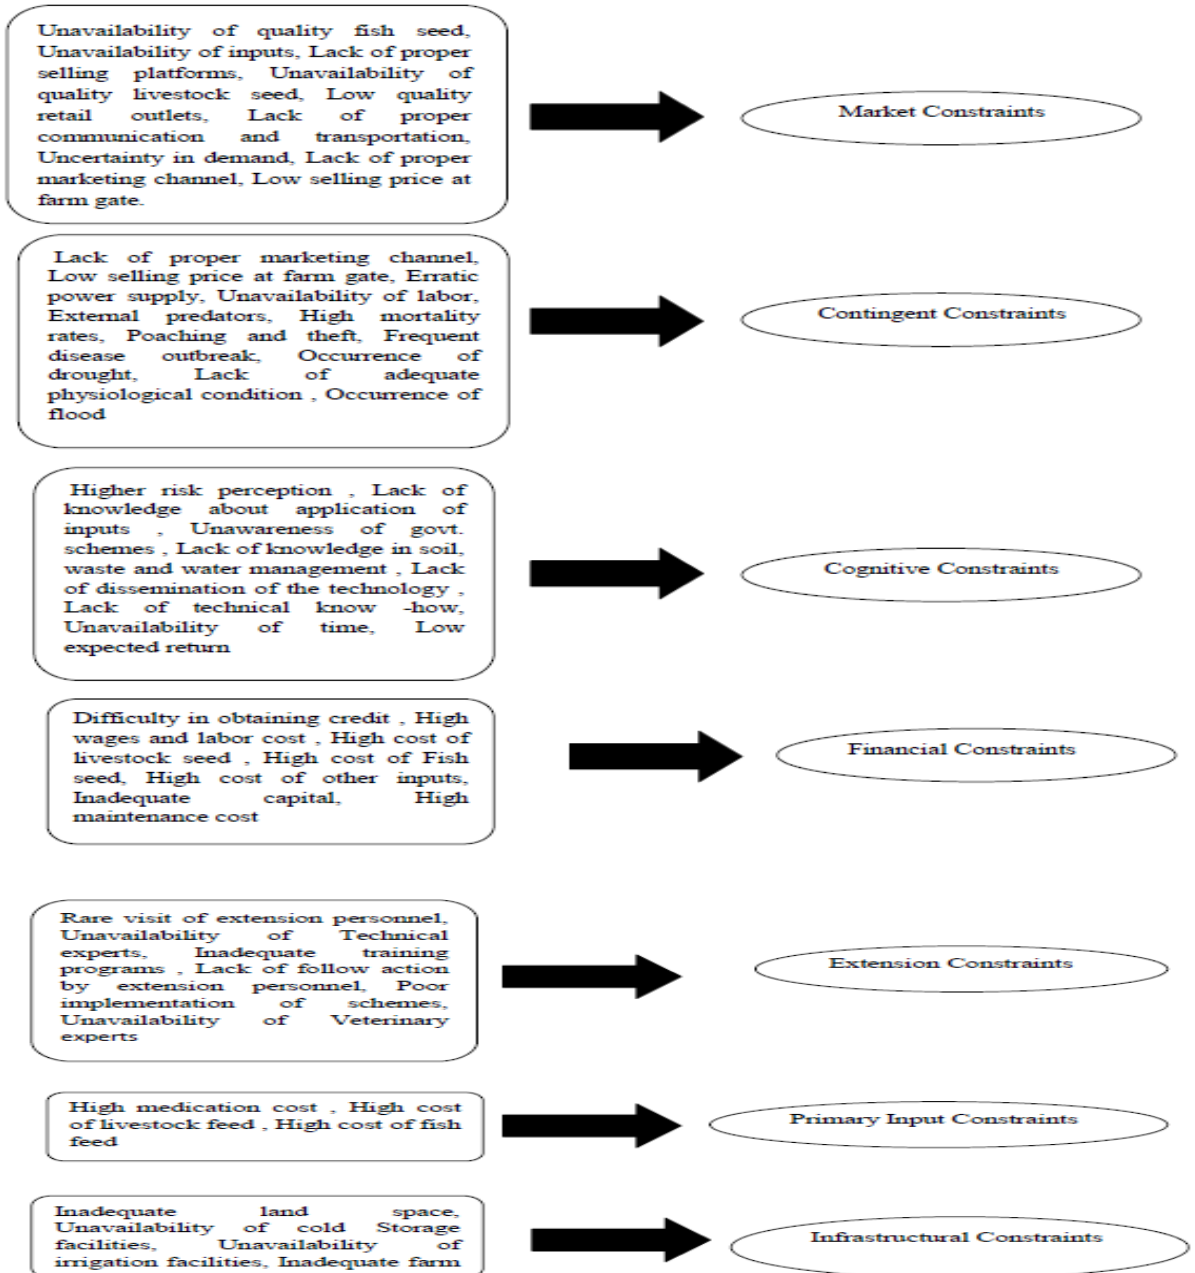 Unavailability of quality fish seed,
Unavailability of inputs, Lack of proper
selling platforms, Unavailability of
quality livestock seed, Low quality
retail outlets, Lack of proper
communication and transportation,
Uncertainty in demand, Lack of proper
marketing channel, Low selling price at
farm gate.
Market Constraints
Lack of proper marketing channel,
Low selling price at farm gate, Erratic
power supply, Unavailability of labor,
External predators, High mortality
rates, Poaching and theft, Frequent
disease outbreak, Occurrence of
drought, Lack of adequate
physiological condition , Occurrence of
flood
Contingent Constraints
Higher risk perception , Lack of
knowledge about application of
inputs , Unawareness of govt.
schemes , Lack of knowledge in soil,
waste and water management , Lack
of dissemination of the technology ,
Lack of technical know -how,
Unavailability of time, Low
expected return
Cognitive Constraints
Difficulty in obtaining credit , High
wages and labor cost , High cost of
livestock seed , High cost of Fish
seed, High cost of other inputs,
Inadequate capital, High
maintenance cost
Financial Constraints
Rare visit of extension personnel,
Unavailability of Technical
experts, Inadequate training
programs , Lack of follow action
by extension personnel, Poor
implementation of schemes,
Unavailability of Veterinary
experts
Extension Constraints
High medication cost , High cost
of livestock feed , High cost of fish
feed
Primary Input Constraints
Inadequate land space,
Unavailability of cold Storage
facilities, Unavailability of
irrigation facilities, Inadequate farm
Infrastructural Constraints